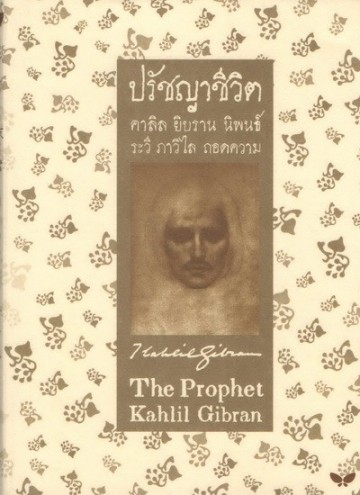 ปรัชญาชีวิต
คาลิล ยิบราน นิพนธ์
ระวี ภาวิไล ถอดความ
Kahlil Gibran
The Prophet
Kahlil Gibran